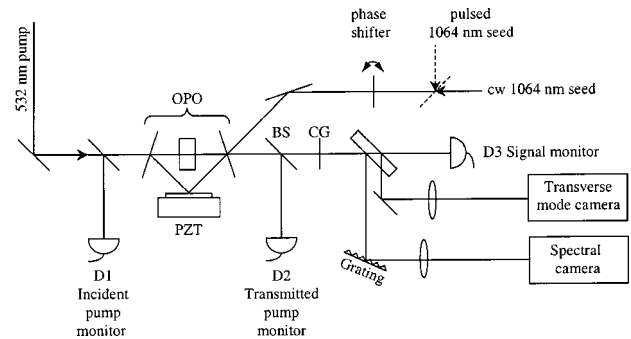 phase
shifter
pulsed
1064 nm seed
cw 1064 nm seed
532 nm pump
OPO
BS
CG
D3 Signal monitor
PZT
Transverse
mode camera
D1
Incident
pump
monitor
D2
Transmitted
pump
monitor
Grating
Spectral
camera